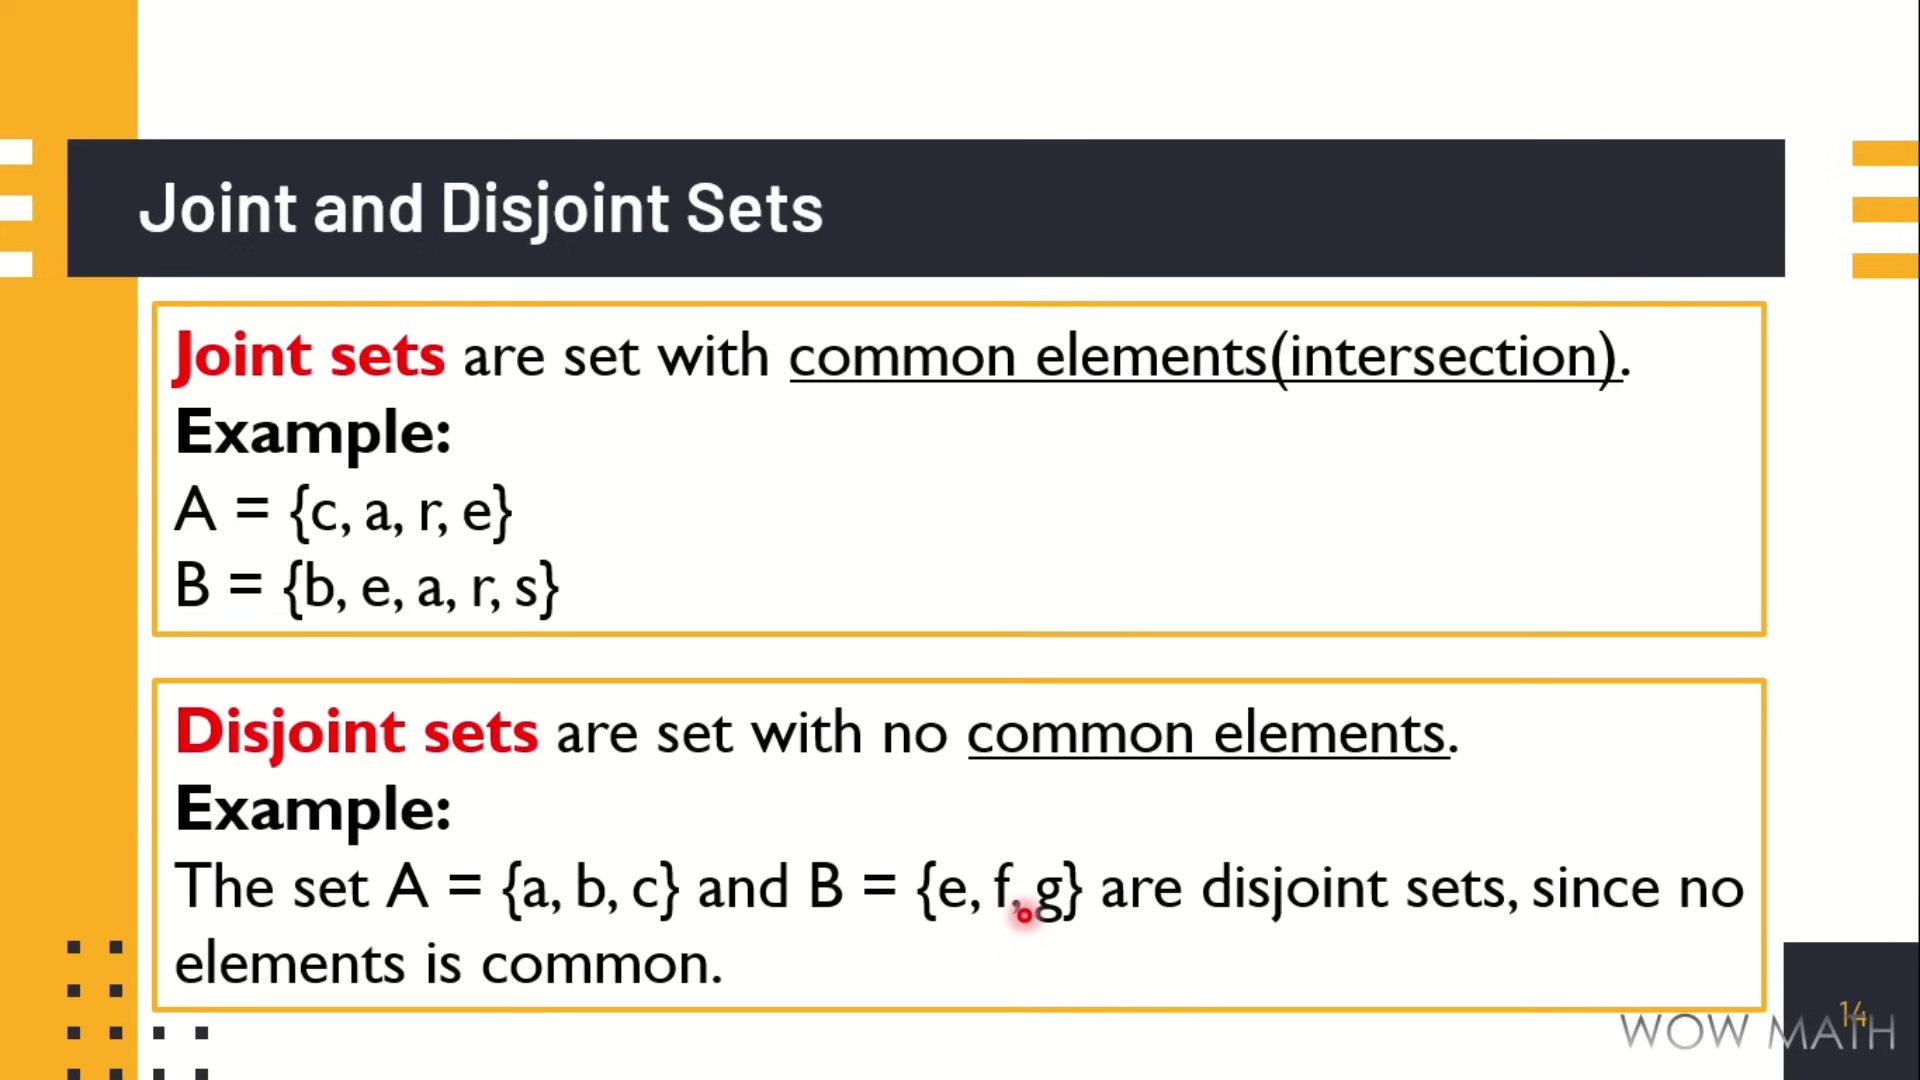 Joint and Disjoint Sets
Joint sets are set with common elements(intersection).
Example:
A = {c, a, r, e}
B = {b, e, a, r, s}
Disjoint sets are set with no common elements.
Example:
The set A = {a, b, c} and B = {e, f, g} are disjoint sets, since no
elements is common.
14
WOW MATH